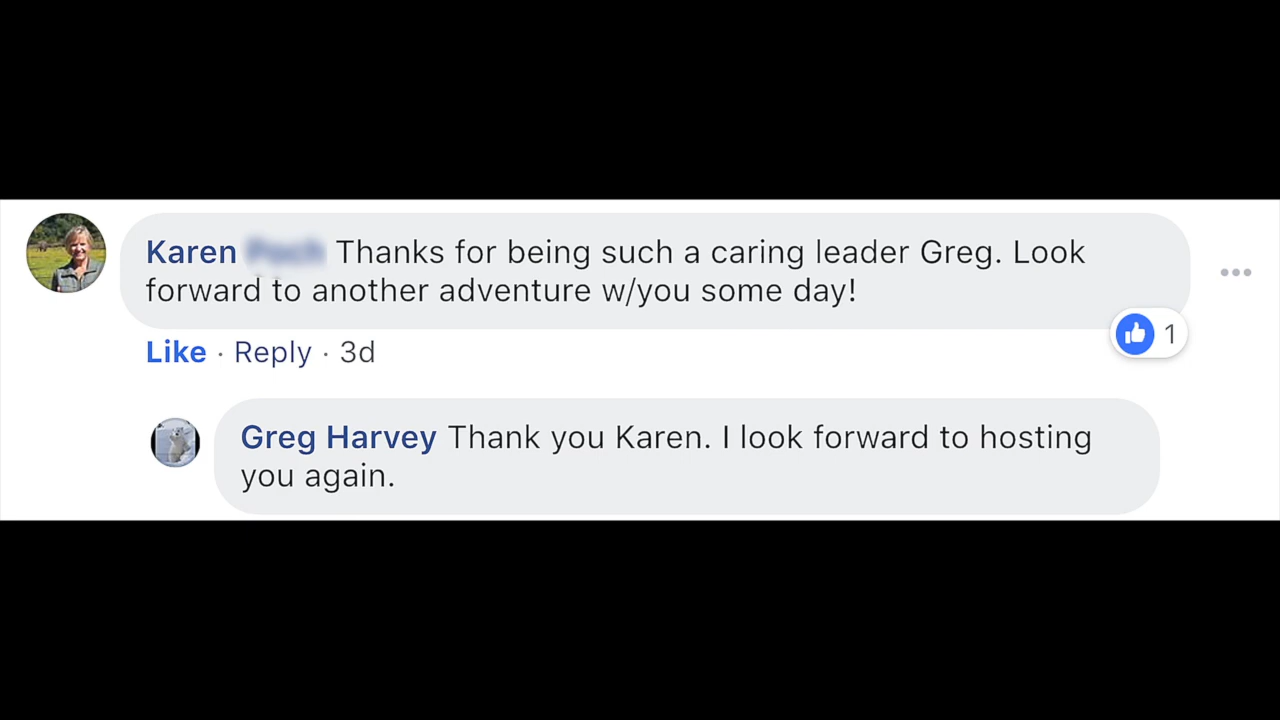 Karen Thanks for being such a caring leader Greg. Look
forward to another adventure w/you some day!
1
Like · Reply · 3d
Greg Harvey Thank you Karen. I look forward to hosting
you again.